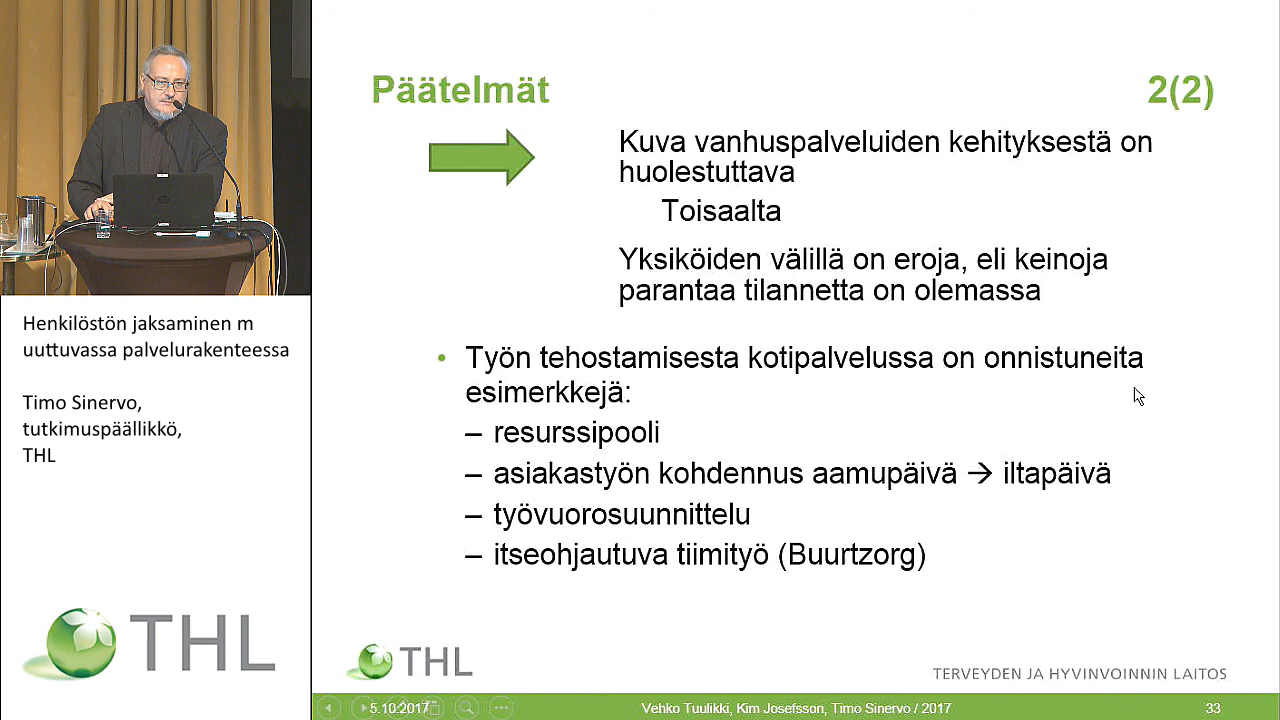 Henkilöstön jaksaminen m
uuttuvassa palvelurakenteessa
Timo Sinervo,
tutkimuspäällikkö,
THL
THL
Päätelmät 2(2)
Kuva vanhuspalveluiden kehityksestä on
huolestuttava
Toisaalta
Yksiköiden välillä on eroja, eli keinoja
parantaa tilannetta on olemassa
• Työn tehostamisesta kotipalvelussa on onnistuneita
esimerkkejä:
– resurssipooli
– asiakastyön kohdennus aamupäivä → iltapäivä
– työvuorosuunnittelu
– itseohjautuva tiimityö (Buurtzorg)
THL
TERVEYDEN JA HYVINVOINNIN LAITOS
5.10.2017 Vehko Tuulikki, Kim Josefsson, Timo Sinervo / 2017 33